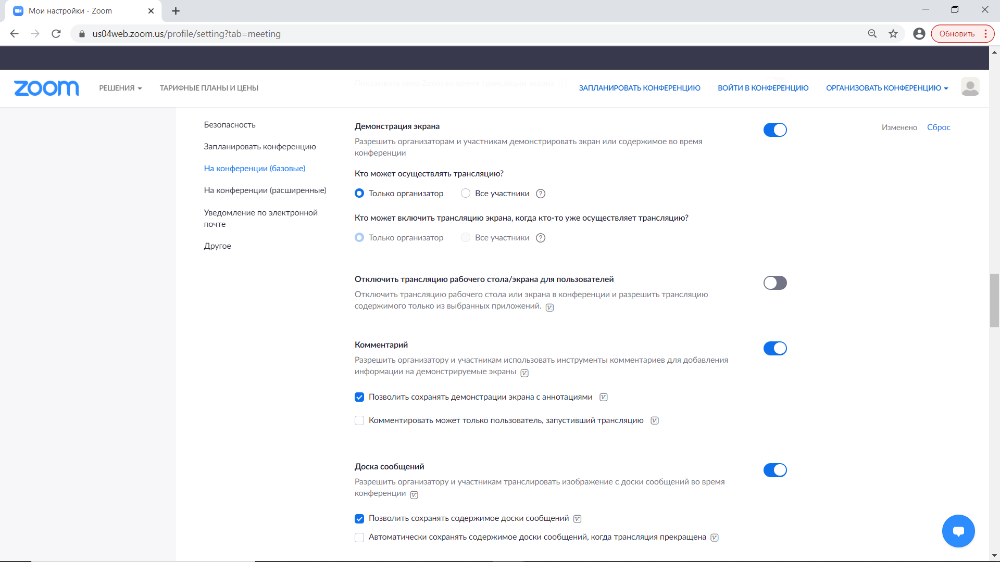 Мои настройки - Zoom
us04web.zoom.us/profile/setting?tab=meeting
Обновить
zoom
РЕШЕНИЯ
ТАРИФНЫЕ ПЛАНЫ И ЦЕНЫ
Показывать окна Zoom во время трансляции экрана
ЗАПЛАНИРОВАТЬ КОНФЕРЕНЦИЮ
ВОЙТИ В КОНФЕРЕНЦИЮ
ОРГАНИЗОВАТЬ КОНФЕРЕНЦИЮ
Безопасность
Запланировать конференцию
На конференции (базовые)
На конференции (расширенные)
Уведомление по электронной
почте
Другое
Демонстрация экрана
Изменено Сброс
Разрешить организаторам и участникам демонстрировать экран или содержимое во время
конференции
Кто может осуществлять трансляцию?
Только организатор Все участники ?
Кто может включить трансляцию экрана, когда кто-то уже осуществляет трансляцию?
Только организатор Все участники ?
Отключить трансляцию рабочего стола/экрана для пользователей
Отключить трансляцию рабочего стола или экрана в конференции и разрешить трансляцию
содержимого только из выбранных приложений.
Комментарий
Разрешить организатору и участникам использовать инструменты комментариев для добавления
информации на демонстрируемые экраны
Позволить сохранять демонстрации экрана с аннотациями
Комментировать может только пользователь, запустивший трансляцию
Доска сообщений
Разрешить организатору и участникам транслировать изображение с доски сообщений во время
конференции
Позволить сохранять содержимое доски сообщений
Автоматически сохранять содержимое доски сообщений, когда трансляция прекращена